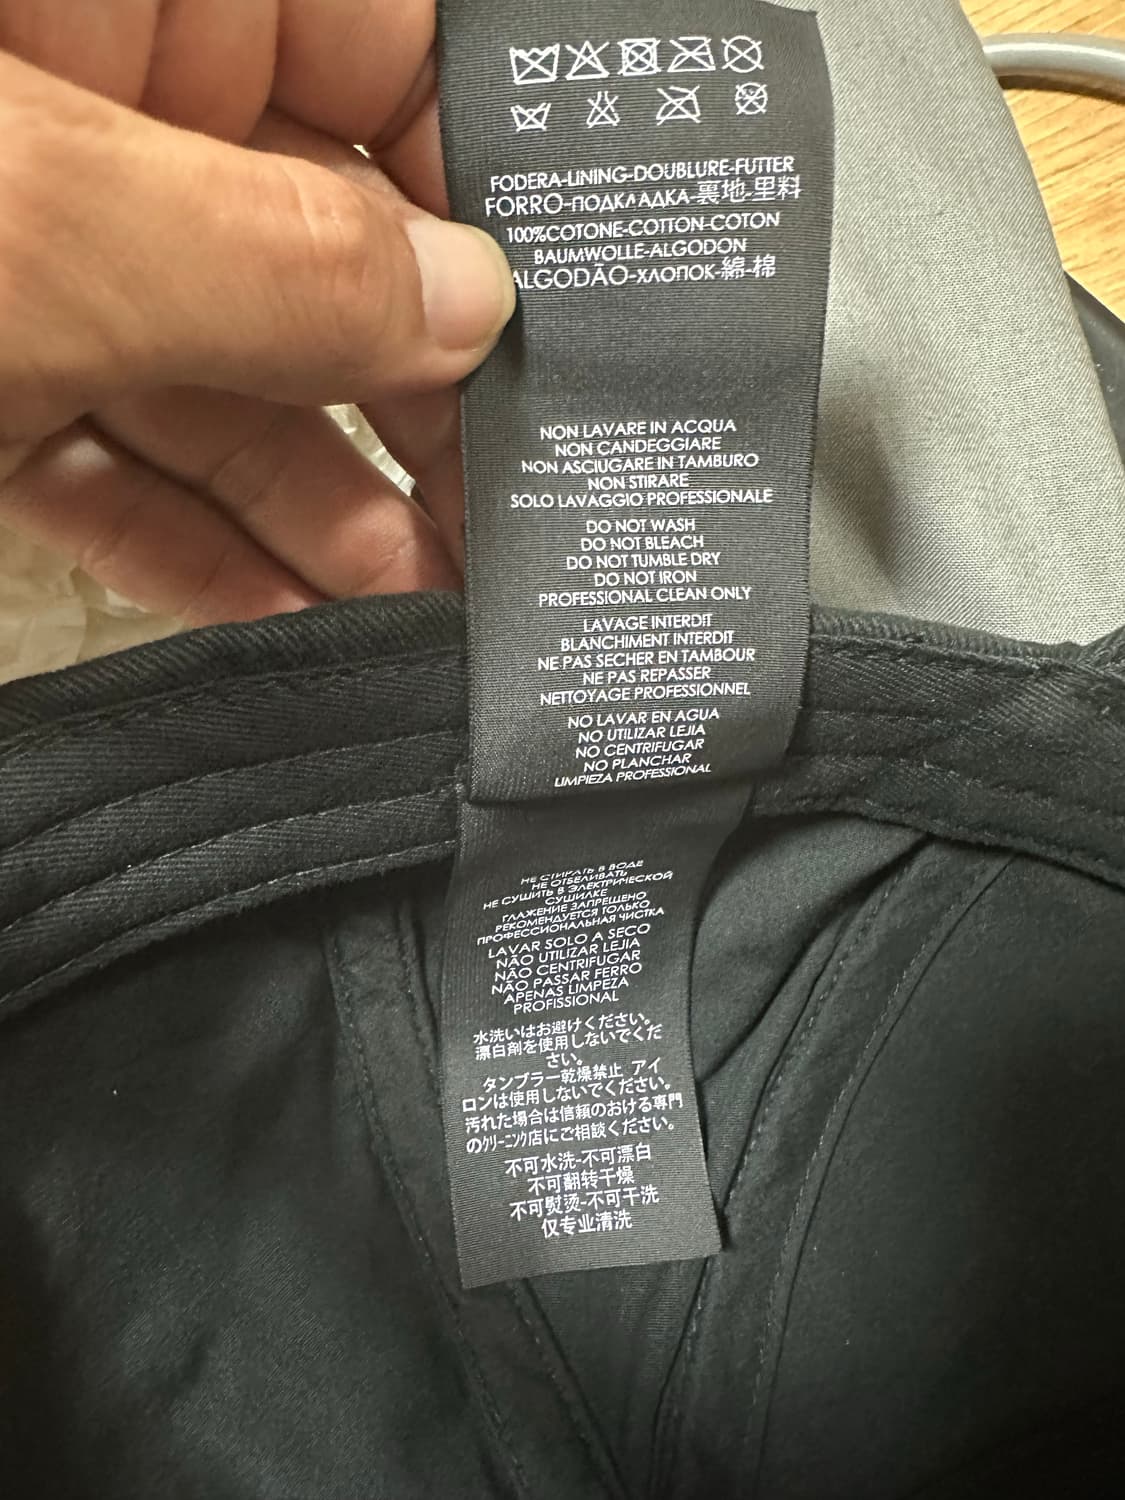 FODERA-LINING-DOUBLURE-FUTTER
FORRO-ПОДКЛАДКА-裏地-里料
100%COTONE-COTTON-COTON
BAUMWOLLE-ALGODON
ALGODÃO-ХЛОПОК-綿-棉
NON LAVARE IN ACQUA
NON CANDEGGIARE
NON ASCIUGARE IN TAMBURO
NON STIRARE
SOLO LAVAGGIO PROFESSIONALE
DO NOT WASH
DO NOT BLEACH
DO NOT TUMBLE DRY
DO NOT IRON
PROFESSIONAL CLEAN ONLY
LAVAGE INTERDIT
BLANCHIMENT INTERDIT
NE PAS SECHER EN TAMBOUR
NE PAS REPASSER
NETTOYAGE PROFESSIONNEL
NO LAVAR EN AGUA
NO UTILIZAR LEJIA
NO CENTRIFUGAR
NO PLANCHAR
LIMPIEZA PROFESSIONAL
НЕ СТИРАТЬ В ВОДЕ
НЕ ОТБЕЛИВАТЬ
НЕ СУШИТЬ В ЭЛЕКТРИЧЕСКОЙ
СУШИЛКЕ
ГЛАЖЕНИЕ ЗАПРЕЩЕНО
РЕКОМЕНДУЕТСЯ ТОЛЬКО
ПРОФЕССИОНАЛЬНАЯ ЧИСТКА
LAVAR SOLO A SECO
NÃO UTILIZAR LEJIA
NÃO CENTRIFUGAR
NÃO PASSAR FERRO
APENAS LIMPEZA
PROFISSIONAL
水洗いはお避けください。
漂白剤を使用しないでくだ
さい。
タンブラー乾燥禁止 アイ
ロンは使用しないでください。
汚れた場合は信頼のおける専門
のクリーニング店にご相談ください。
不可水洗-不可漂白
不可翻转干燥
不可熨烫-不可干洗
仅专业清洗